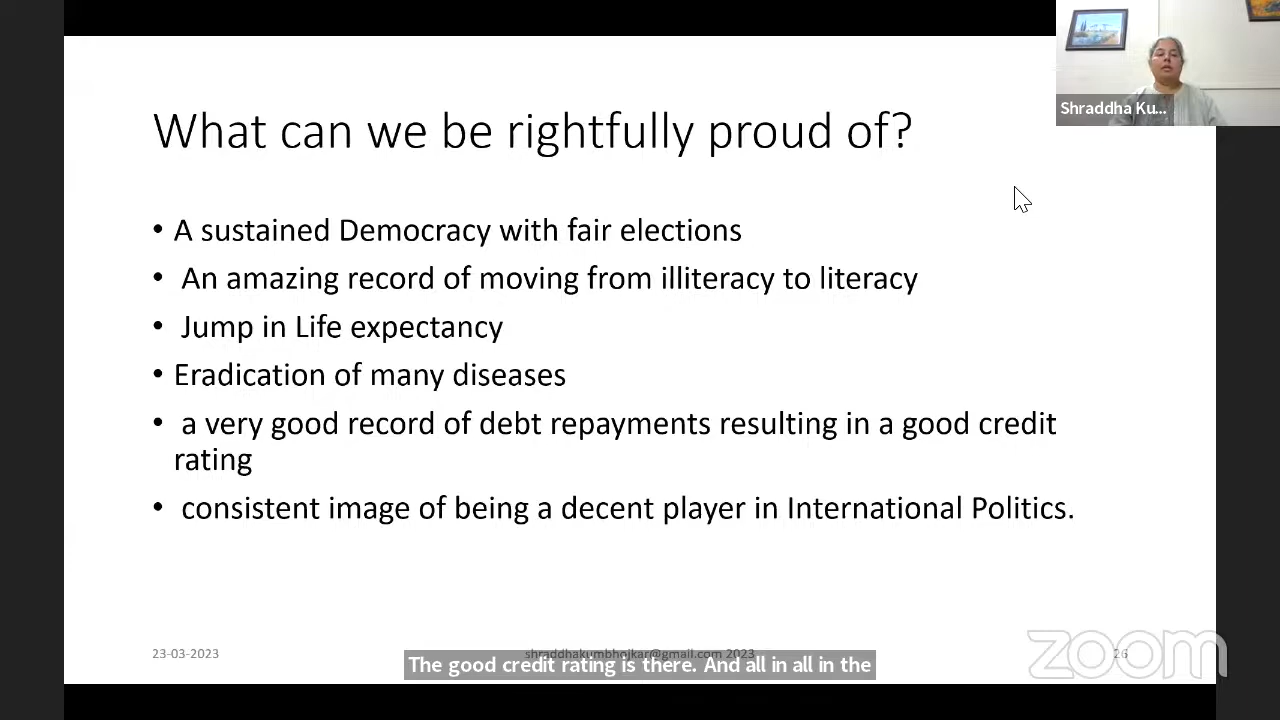 Shraddha Ku...
What can we be rightfully proud of?
• A sustained Democracy with fair elections
• An amazing record of moving from illiteracy to literacy
• Jump in Life expectancy
• Eradication of many diseases
• a very good record of debt repayments resulting in a good credit
rating
• consistent image of being a decent player in International Politics.
23-03-2023
shraddhakumbhojkar@gmail.com 2023
26
zoom
The good credit rating is there. And all in all in the